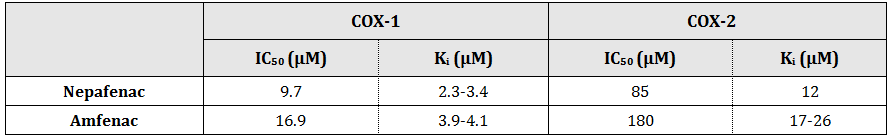 COX-1 COX-2
IC₅₀ (μM) Kᵢ (μM) IC₅₀ (μM) Kᵢ (μM)
Nepafenac 9.7 2.3-3.4 85 12
Amfenac 16.9 3.9-4.1 180 17-26